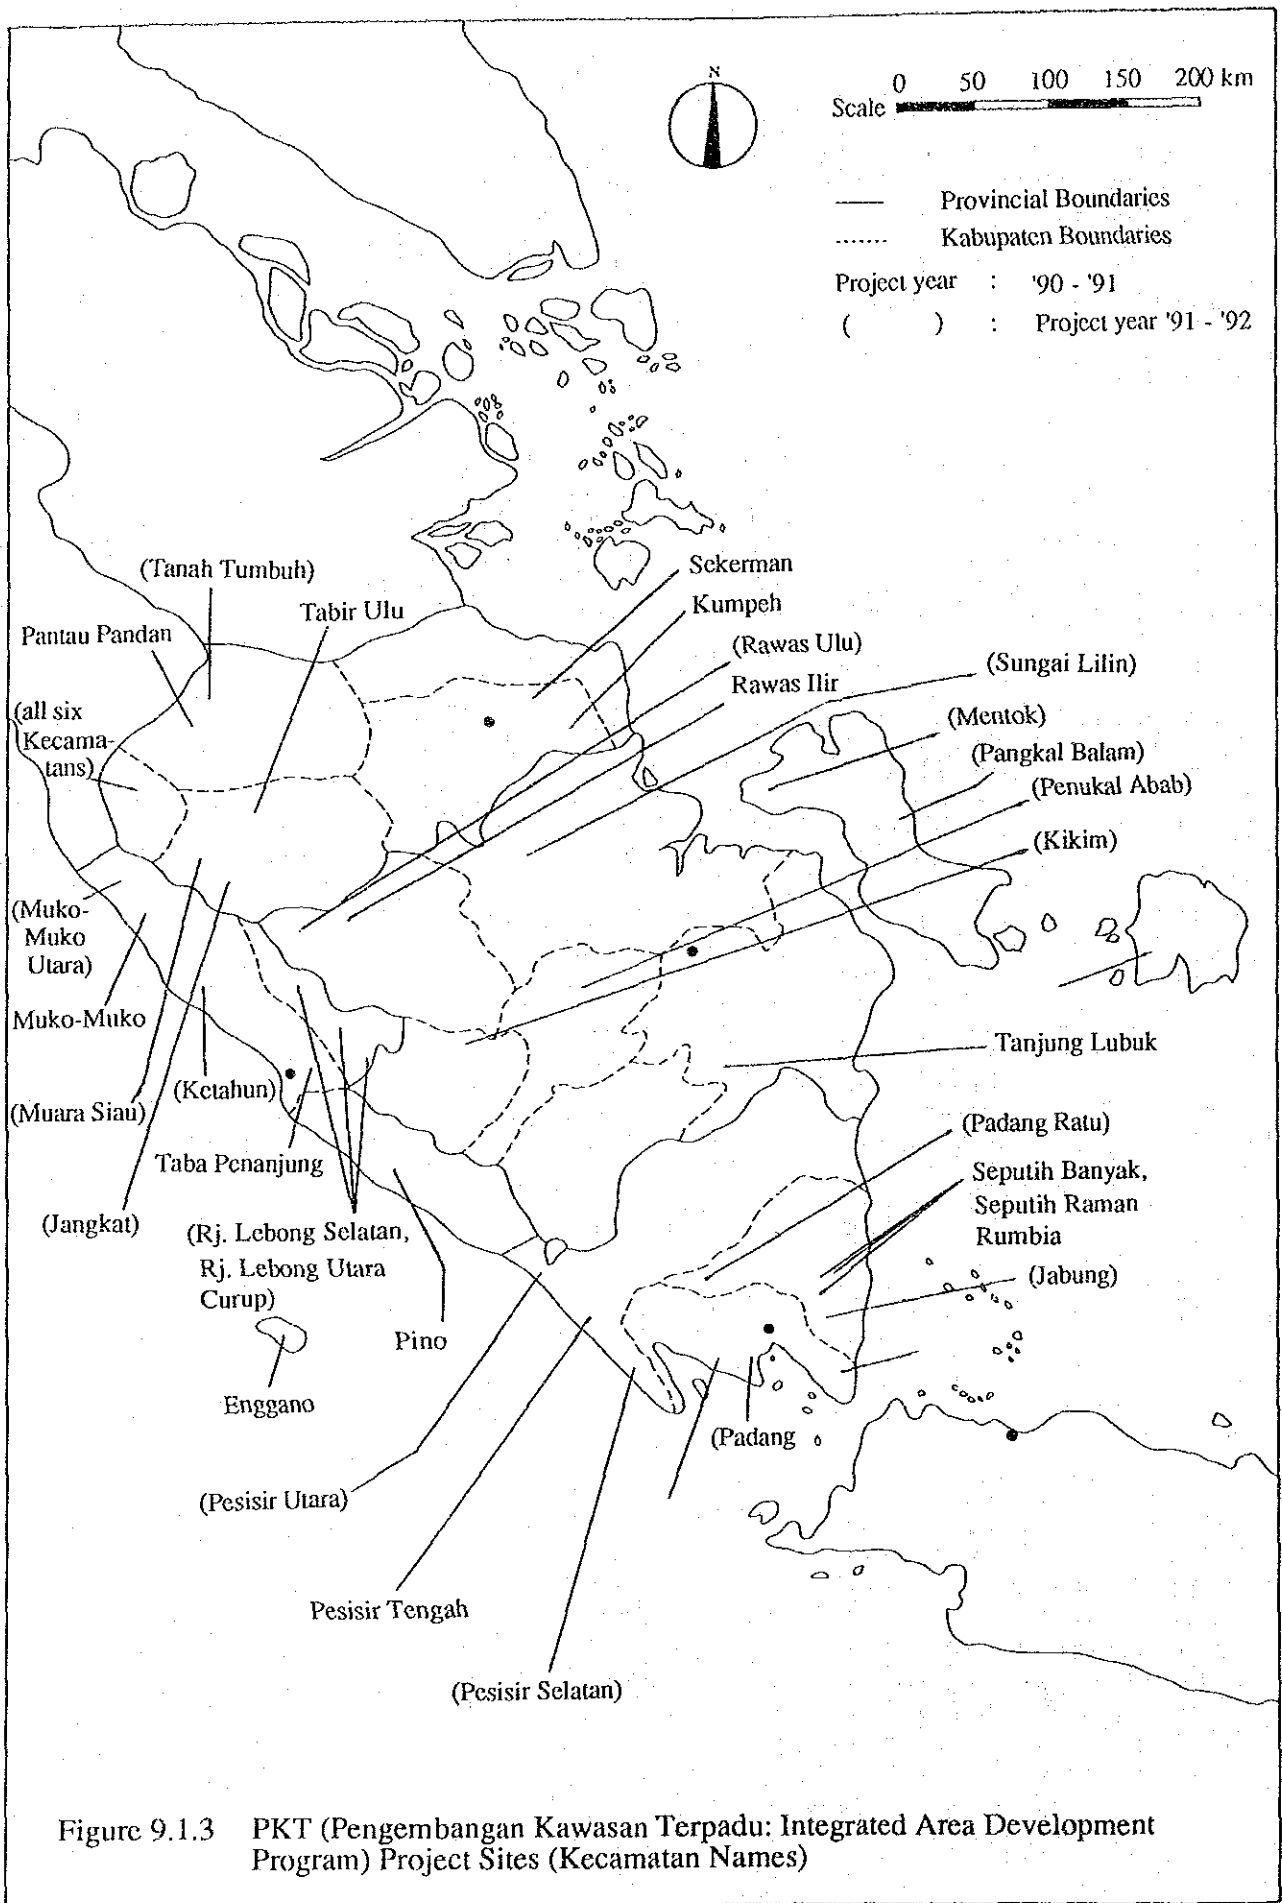 N
0 50 100 150 200 km
Scale
Provincial Boundaries
Kabupaten Boundaries
Project year : '90 - '91
( ) : Project year '91 - '92
(Tanah Tumbuh)
Tabir Ulu
Pantau Pandan
(all six
(Kecama-
tans)
Sekerman
Kumpeh
(Rawas Ulu)
Rawas Ilir
(Sungai Lilin)
(Mentok)
(Pangkal Balam)
(Penukal Abab)
(Kikim)
(Muko-
Muko
Utara)
Muko-Muko
(Ketahun)
(Muara Siau)
Taba Penanjung
(Jangkat)
(Rj. Lebong Selatan,
Rj. Lebong Utara
Curup)
Pino
Enggano
Tanjung Lubuk
(Padang Ratu)
Seputih Banyak,
Seputih Raman
Rumbia
(Jabung)
(Padang
(Pesisir Utara)
Pesisir Tengah
(Pesisir Selatan)
Figure 9.1.3 PKT (Pengembangan Kawasan Terpadu: Integrated Area Development
Program) Project Sites (Kecamatan Names)